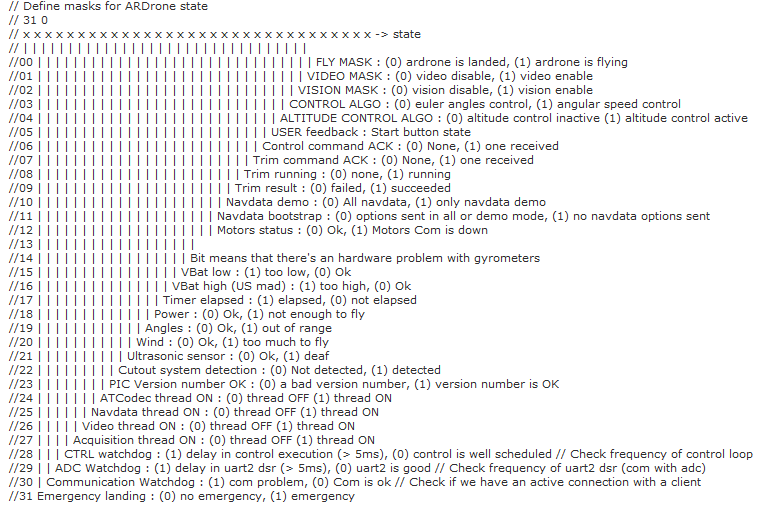 // Define masks for ARDrone state
// 31 0
// x x x x x x x x x x x x x x x x x x x x x x x x x x x x x x x x -> state
// | | | | | | | | | | | | | | | | | | | | | | | | | | | | | | | |
//00 | | | | | | | | | | | | | | | | | | | | | | | | | | | | | | | FLY MASK : (0) ardrone is landed, (1) ardrone is flying
//01 | | | | | | | | | | | | | | | | | | | | | | | | | | | | | | VIDEO MASK : (0) video disable, (1) video enable
//02 | | | | | | | | | | | | | | | | | | | | | | | | | | | | | VISION MASK : (0) vision disable, (1) vision enable
//03 | | | | | | | | | | | | | | | | | | | | | | | | | | | | CONTROL ALGO : (0) euler angles control, (1) angular speed control
//04 | | | | | | | | | | | | | | | | | | | | | | | | | | | ALTITUDE CONTROL ALGO : (0) altitude control inactive (1) altitude control active
//05 | | | | | | | | | | | | | | | | | | | | | | | | | | USER feedback : Start button state
//06 | | | | | | | | | | | | | | | | | | | | | | | | | Control command ACK : (0) None, (1) one received
//07 | | | | | | | | | | | | | | | | | | | | | | | | Trim command ACK : (0) None, (1) one received
//08 | | | | | | | | | | | | | | | | | | | | | | | Trim running : (0) none, (1) running
//09 | | | | | | | | | | | | | | | | | | | | | | Trim result : (0) failed, (1) succeeded
//10 | | | | | | | | | | | | | | | | | | | | | Navdata demo : (0) All navdata, (1) only navdata demo
//11 | | | | | | | | | | | | | | | | | | | | Navdata bootstrap : (0) options sent in all or demo mode, (1) no navdata options sent
//12 | | | | | | | | | | | | | | | | | | | | Motors status : (0) Ok, (1) Motors Com is down
//13 | | | | | | | | | | | | | | | | | |
//14 | | | | | | | | | | | | | | | | | Bit means that there's an hardware problem with gyrometers
//15 | | | | | | | | | | | | | | | | VBat low : (1) too low, (0) Ok
//16 | | | | | | | | | | | | | | | VBat high (US mad) : (1) too high, (0) Ok
//17 | | | | | | | | | | | | | | Timer elapsed : (1) elapsed, (0) not elapsed
//18 | | | | | | | | | | | | | Power : (0) Ok, (1) not enough to fly
//19 | | | | | | | | | | | | Angles : (0) Ok, (1) out of range
//20 | | | | | | | | | | | Wind : (0) Ok, (1) too much to fly
//21 | | | | | | | | | | Ultrasonic sensor : (0) Ok, (1) deaf
//22 | | | | | | | | | Cutout system detection : (0) Not detected, (1) detected
//23 | | | | | | | | PIC Version number OK : (0) a bad version number, (1) version number is OK
//24 | | | | | | | ATCodec thread ON : (0) thread OFF (1) thread ON
//25 | | | | | | Navdata thread ON : (0) thread OFF (1) thread ON
//26 | | | | | Video thread ON : (0) thread OFF (1) thread ON
//27 | | | | Acquisition thread ON : (0) thread OFF (1) thread ON
//28 | | | CTRL watchdog : (1) delay in control execution (> 5ms), (0) control is well scheduled // Check frequency of control loop
//29 | | ADC Watchdog : (1) delay in uart2 dsr (> 5ms), (0) uart2 is good // Check frequency of uart2 dsr (com with adc)
//30 | Communication Watchdog : (1) com problem, (0) Com is ok // Check if we have an active connection with a client
//31 Emergency landing : (0) no emergency, (1) emergency